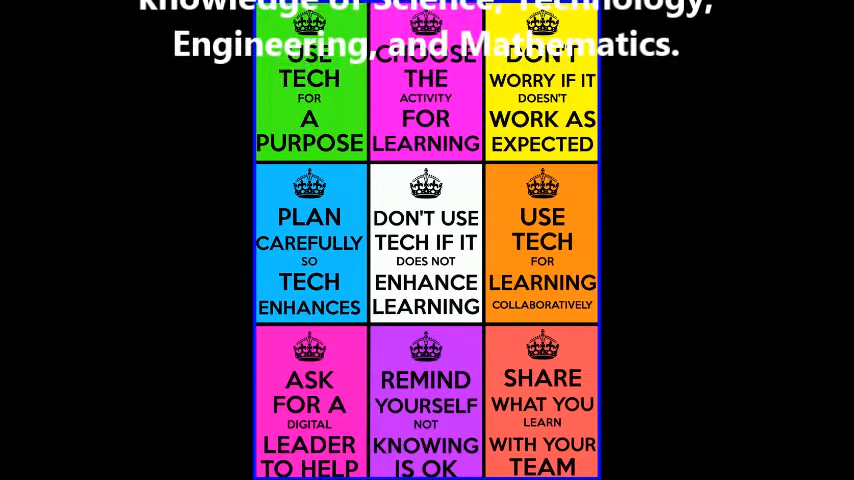 knowledge of Science, Technology,
Engineering, and Mathematics.
USE
TECH
FOR
A
PURPOSE
CHOOSE
THE
ACTIVITY
FOR
LEARNING
DON'T
WORRY IF IT
DOESN'T
WORK AS
EXPECTED
PLAN
CAREFULLY
SO
TECH
ENHANCES
DON'T USE
TECH IF IT
DOES NOT
ENHANCE
LEARNING
USE
TECH
FOR
LEARNING
COLLABORATIVELY
ASK
FOR A
DIGITAL
LEADER
TO HELP
REMIND
YOURSELF
NOT
KNOWING
IS OK
SHARE
WHAT YOU
LEARN
WITH YOUR
TEAM